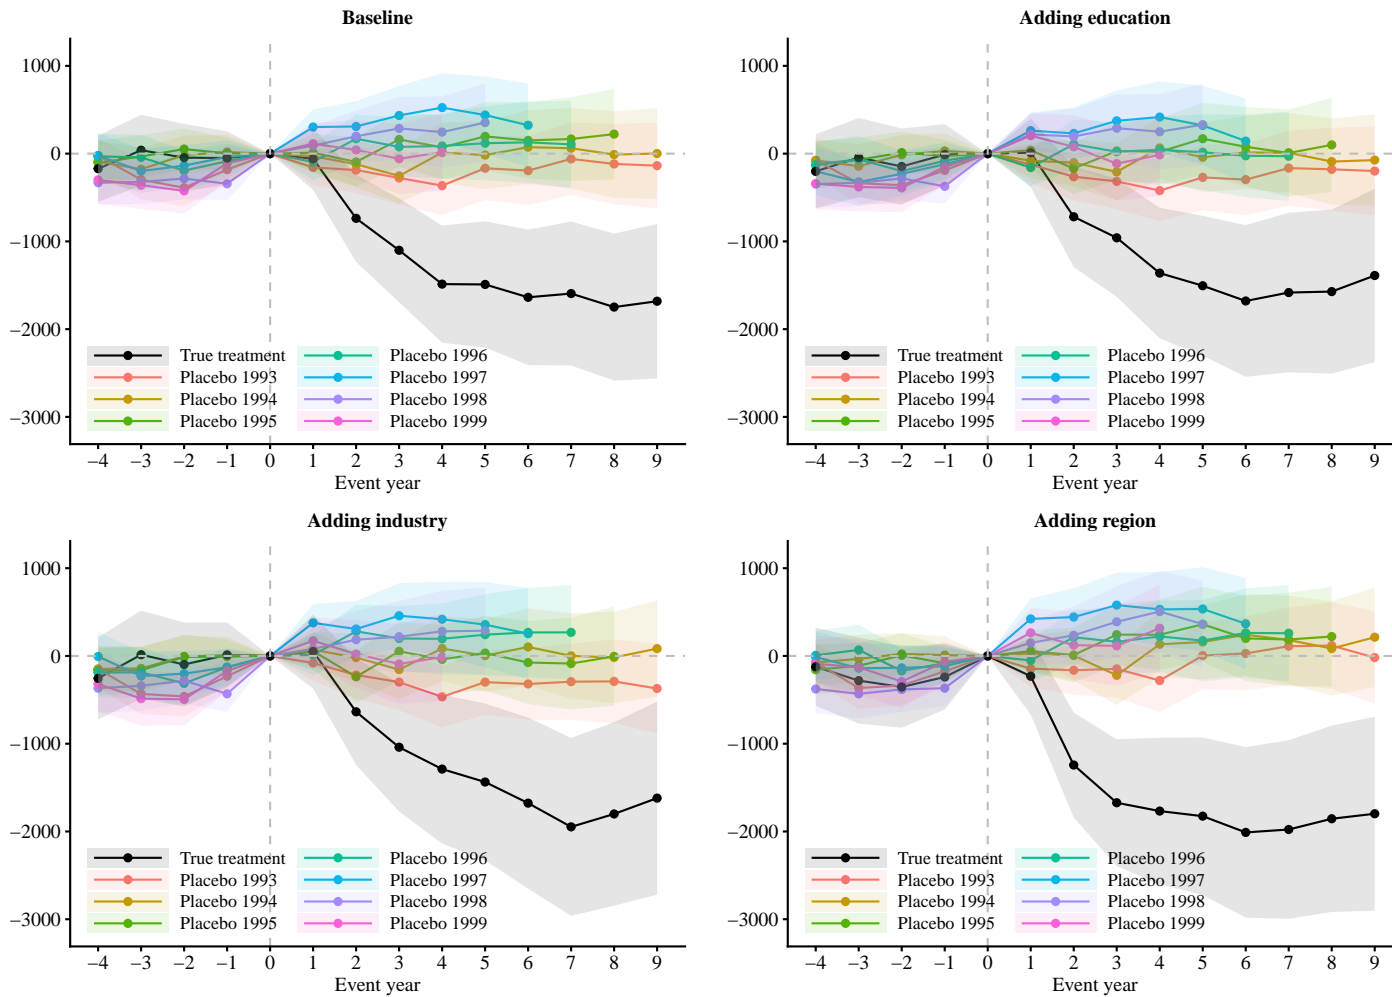 Baseline
1000
0
−1000
−2000
−3000
True treatment
Placebo 1993
Placebo 1994
Placebo 1995
Placebo 1996
Placebo 1997
Placebo 1998
Placebo 1999
−4 −3 −2 −1 0 1 2 3 4 5 6 7 8 9
Event year
Adding education
1000
0
−1000
−2000
−3000
True treatment
Placebo 1993
Placebo 1994
Placebo 1995
Placebo 1996
Placebo 1997
Placebo 1998
Placebo 1999
−4 −3 −2 −1 0 1 2 3 4 5 6 7 8 9
Event year
Adding industry
1000
0
−1000
−2000
−3000
True treatment
Placebo 1993
Placebo 1994
Placebo 1995
Placebo 1996
Placebo 1997
Placebo 1998
Placebo 1999
−4 −3 −2 −1 0 1 2 3 4 5 6 7 8 9
Event year
Adding region
1000
0
−1000
−2000
−3000
True treatment
Placebo 1993
Placebo 1994
Placebo 1995
Placebo 1996
Placebo 1997
Placebo 1998
Placebo 1999
−4 −3 −2 −1 0 1 2 3 4 5 6 7 8 9
Event year